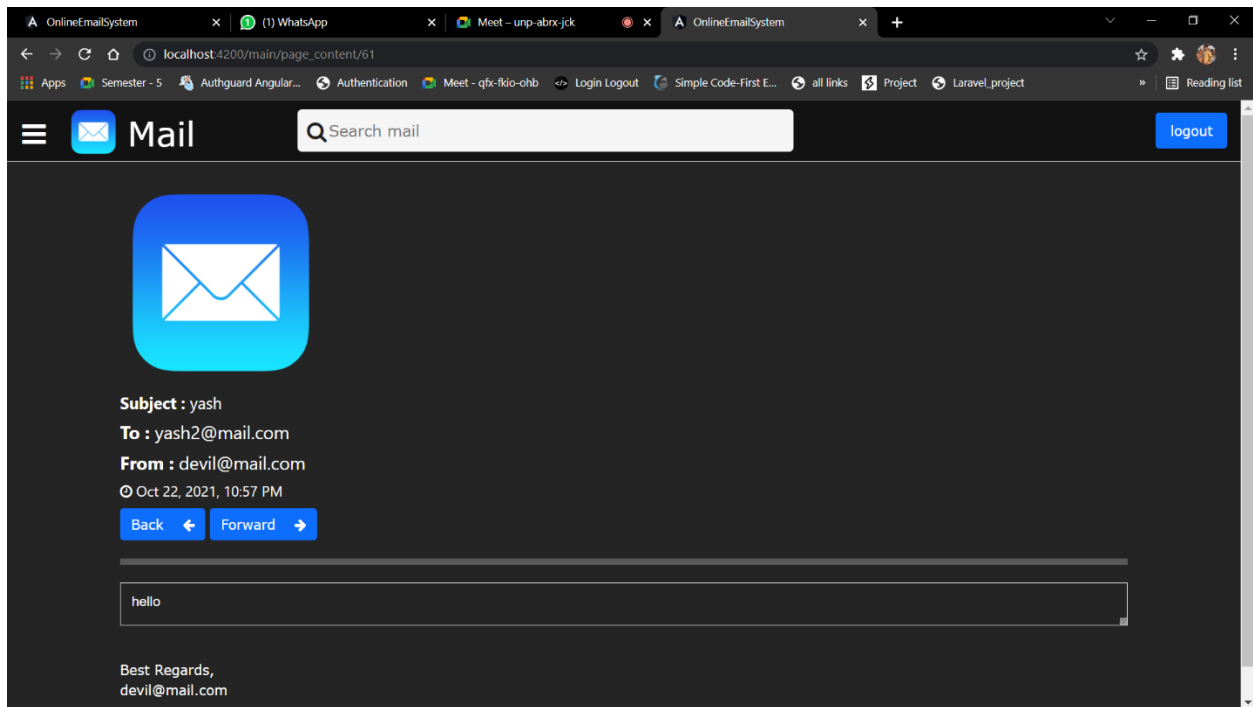 OnlineEmailSystem (1) WhatsApp Meet – unp-abrx-jck OnlineEmailSystem
localhost:4200/main/page_content/61
Apps Semester - 5 Authguard Angular... Authentication Meet - qfx-fkio-ohb Login Logout Simple Code-First E... all links Project Laravel_project » Reading list
Mail Search mail logout
Subject : yash
To : yash2@mail.com
From : devil@mail.com
Oct 22, 2021, 10:57 PM
Back Forward
hello
Best Regards,
devil@mail.com